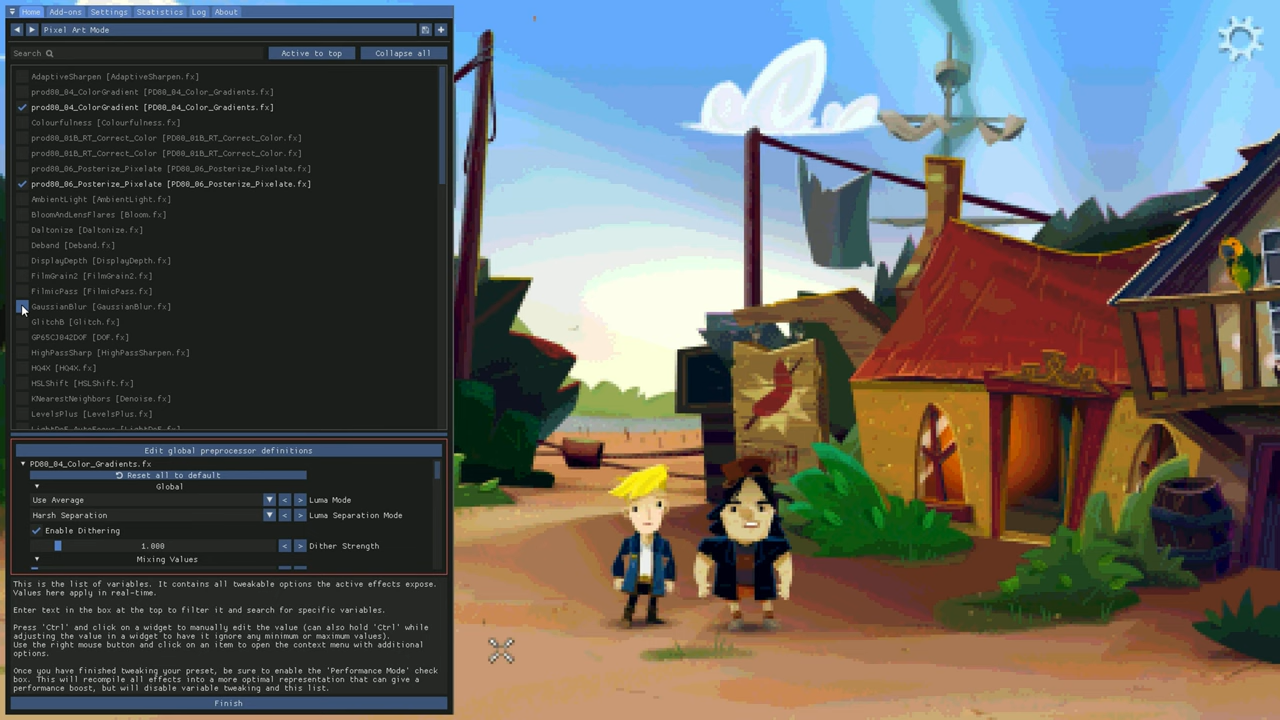 Home Add-ons Settings Statistics Log About
Pixel Art Mode
Search Active to top Collapse all
AdaptiveSharpen [AdaptiveSharpen.fx]
prod80_04_ColorGradient [PD80_04_Color_Gradients.fx]
prod80_04_ColorGradient [PD80_04_Color_Gradients.fx]
Colourfulness [Colourfulness.fx]
prod80_01B_RT_Correct_Color [PD80_01B_RT_Correct_Color.fx]
prod80_01B_RT_Correct_Color [PD80_01B_RT_Correct_Color.fx]
prod80_06_Posterize_Pixelate [PD80_06_Posterize_Pixelate.fx]
prod80_06_Posterize_Pixelate [PD80_06_Posterize_Pixelate.fx]
AmbientLight [AmbientLight.fx]
BloomAndLensFlares [Bloom.fx]
Daltonize [Daltonize.fx]
Deband [Deband.fx]
DisplayDepth [DisplayDepth.fx]
FilmGrain2 [FilmGrain2.fx]
FilmicPass [FilmicPass.fx]
GaussianBlur [GaussianBlur.fx]
GlitchB [Glitch.fx]
GP65CJ042DOF [DOF.fx]
HighPassSharp [HighPassSharpen.fx]
HQ4X [HQ4X.fx]
HSLShift [HSLShift.fx]
KNearestNeighbors [Denoise.fx]
LevelsPlus [LevelsPlus.fx]
Edit global preprocessor definitions
PD80_04_Color_Gradients.fx
Reset all to default
Global
Use Average < > Luma Mode
Harsh Separation < > Luma Separation Mode
Enable Dithering
1.000 < > Dither Strength
Mixing Values
This is the list of variables. It contains all tweakable options the active effects expose.
Values here apply in real-time.
Enter text in the box at the top to filter it and search for specific variables.
Press 'Ctrl' and click on a widget to manually edit the value (can also hold 'Ctrl' while
adjusting the value in a widget to have it ignore any minimum or maximum values).
Use the right mouse button and click on an item to open the context menu with additional
options.
Once you have finished tweaking your preset, be sure to enable the 'Performance Mode' check
box. This will recompile all effects into a more optimal representation that can give a
performance boost, but will disable variable tweaking and this list.
Finish